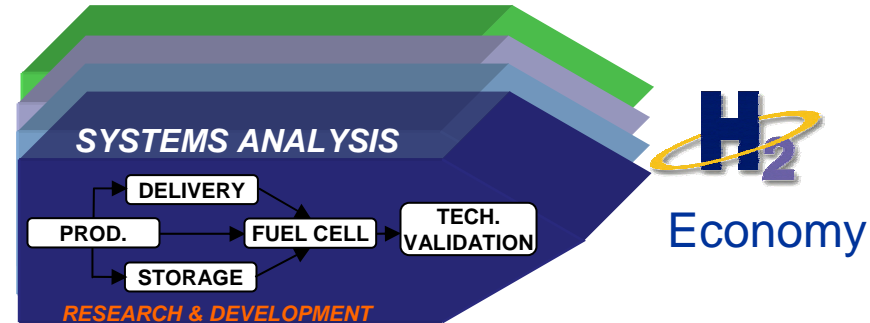 SYSTEMS ANALYSIS
DELIVERY
PROD.
FUEL CELL
TECH.
VALIDATION
STORAGE
RESEARCH & DEVELOPMENT
H2
Economy